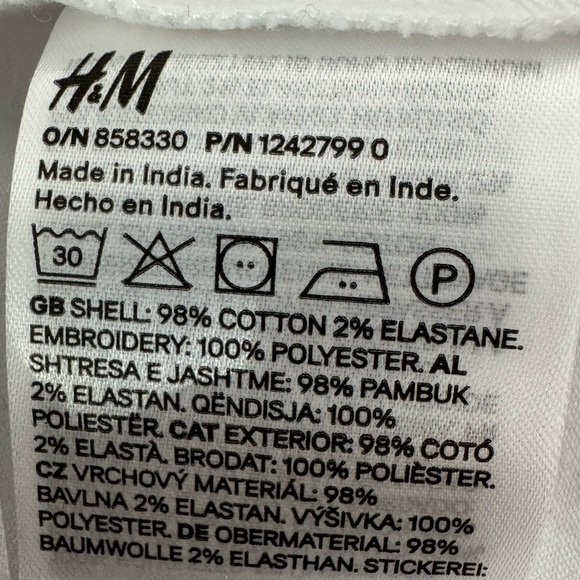 H&M
O/N 858330 P/N 1242799 0
Made in India. Fabriqué en Inde.
Hecho en India.
30 P
GB SHELL: 98% COTTON 2% ELASTANE.
EMBROIDERY: 100% POLYESTER. AL
SHTRESA E JASHTME: 98% PAMBUK
2% ELASTAN. QËNDISJA: 100%
POLIESTËR. CAT EXTERIOR: 98% COTÓ
2% ELASTÀ. BRODAT: 100% POLIÈSTER.
CZ VRCHOVÝ MATERIÁL: 98%
BAVLNA 2% ELASTAN. VÝŠIVKA: 100%
POLYESTER. DE OBERMATERIAL: 98%
BAUMWOLLE 2% ELASTHAN. STICKEREI: